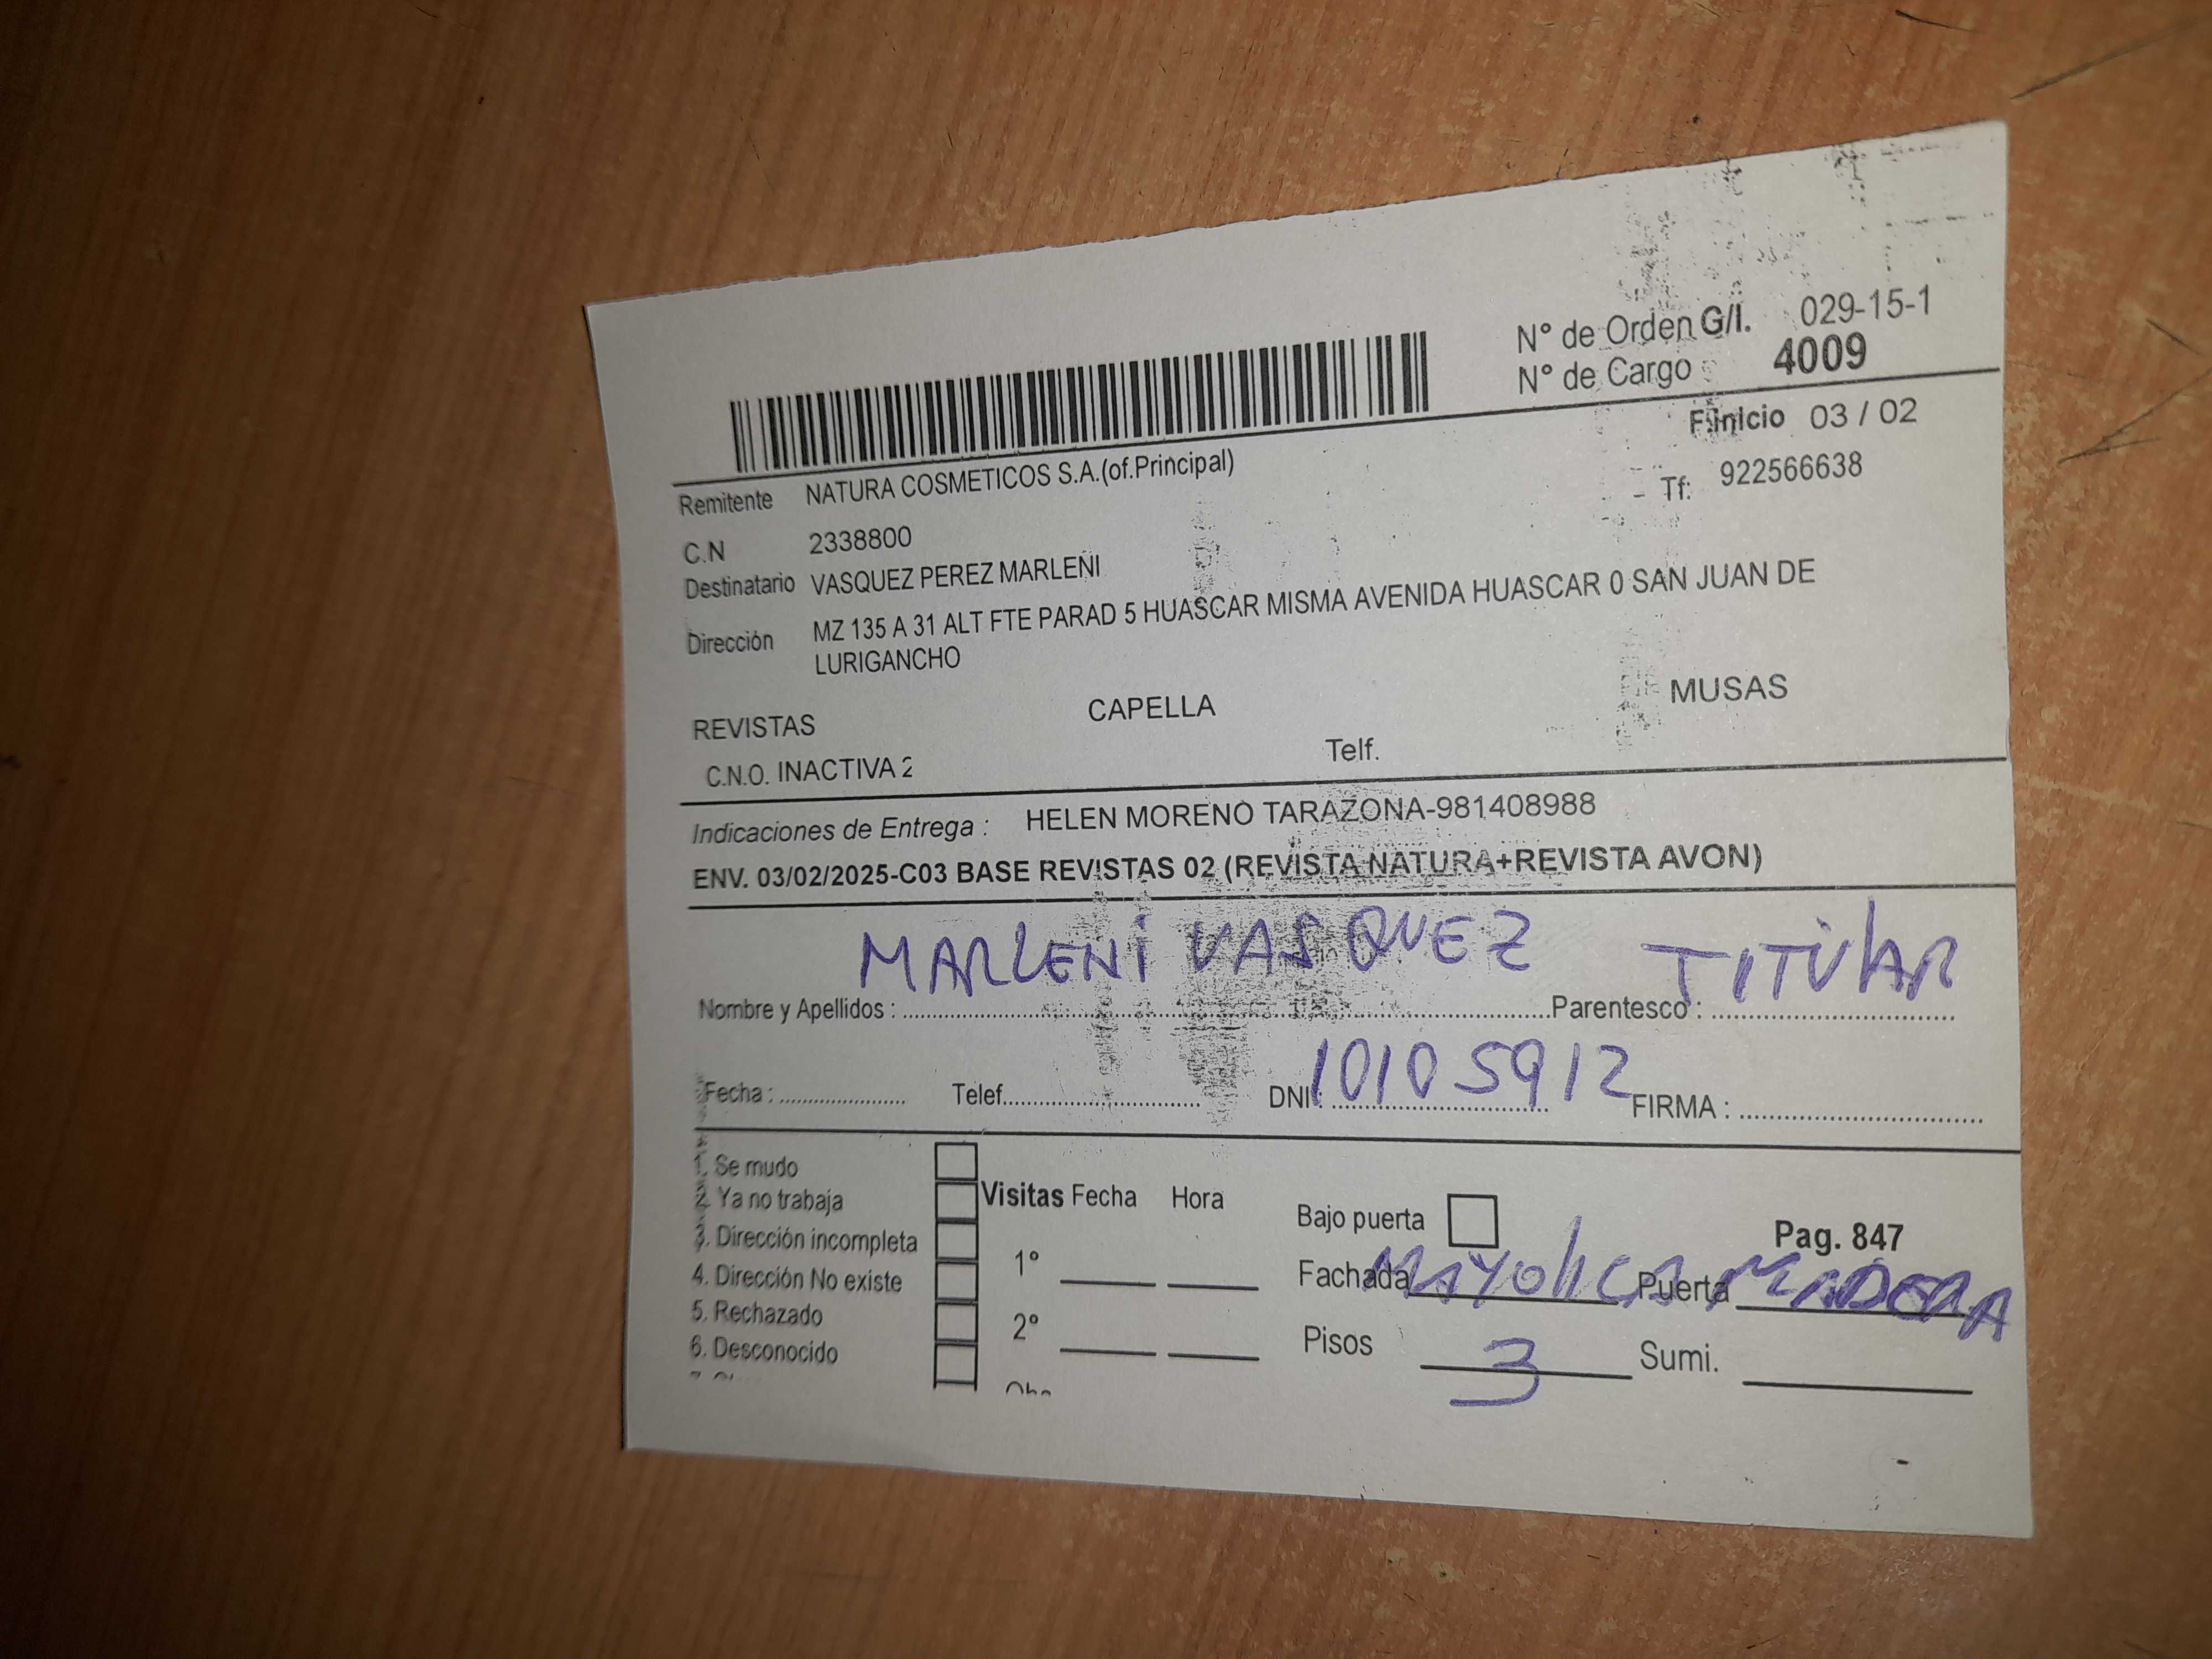 N° de Orden G/I. 029-15-1
N° de Cargo 4009
F.inicio 03 / 02
Remitente NATURA COSMETICOS S.A.(of.Principal)
Tf: 922566638
C.N 2338800
Destinatario VASQUEZ PEREZ MARLENI
Dirección MZ 135 A 31 ALT FTE PARAD 5 HUASCAR MISMA AVENIDA HUASCAR 0 SAN JUAN DE
LURIGANCHO
REVISTAS CAPELLA MUSAS
C.N.O. INACTIVA 2 Telf.
Indicaciones de Entrega : HELEN MORENO TARAZONA-981408988
ENV. 03/02/2025-C03 BASE REVISTAS 02 (REVISTA NATURA+REVISTA AVON)
MARLENI VASQUEZ TITULAR
Nombre y Apellidos : Parentesco :
Fecha : Telef. DNI : 10105912 FIRMA :
1. Se mudo
2. Ya no trabaja
3. Dirección incompleta
4. Dirección No existe
5. Rechazado
6. Desconocido
Visitas Fecha Hora
1°
2°
Bajo puerta Pag. 847
Fachada MAYOLICA Puerta MADERA
Pisos 3 Sumi.